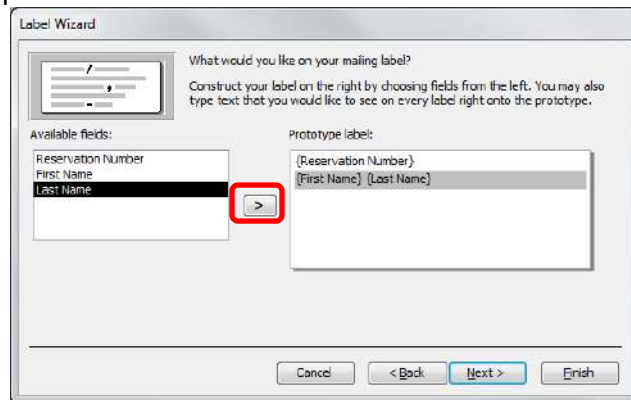 Label Wizard
What would you like on your mailing label?
Construct your label on the right by choosing fields from the left. You may also
type text that you would like to see on every label right onto the prototype.
Available fields:
Prototype label:
Reservation Number
First Name
Last Name
>
{Reservation Number}
{First Name} {Last Name}
Cancel
< Back
Next >
Finish